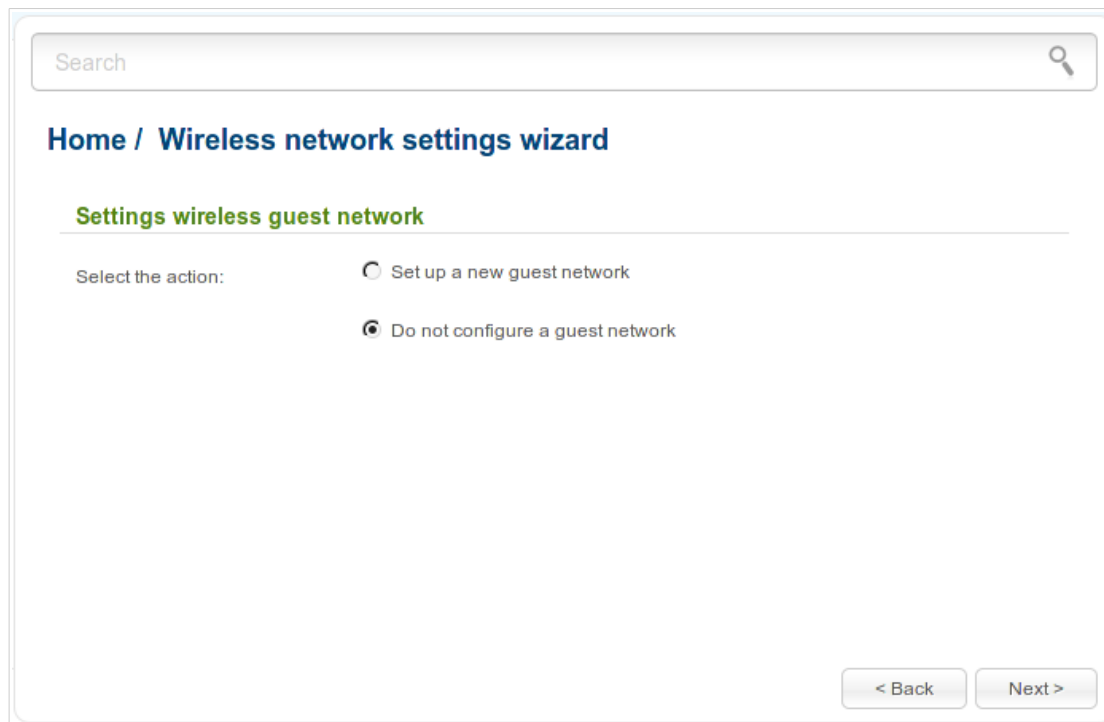 Search
Home /  Wireless network settings wizard
Settings wireless guest network
Select the action:
Set up a new guest network
Do not configure a guest network
< Back
Next >